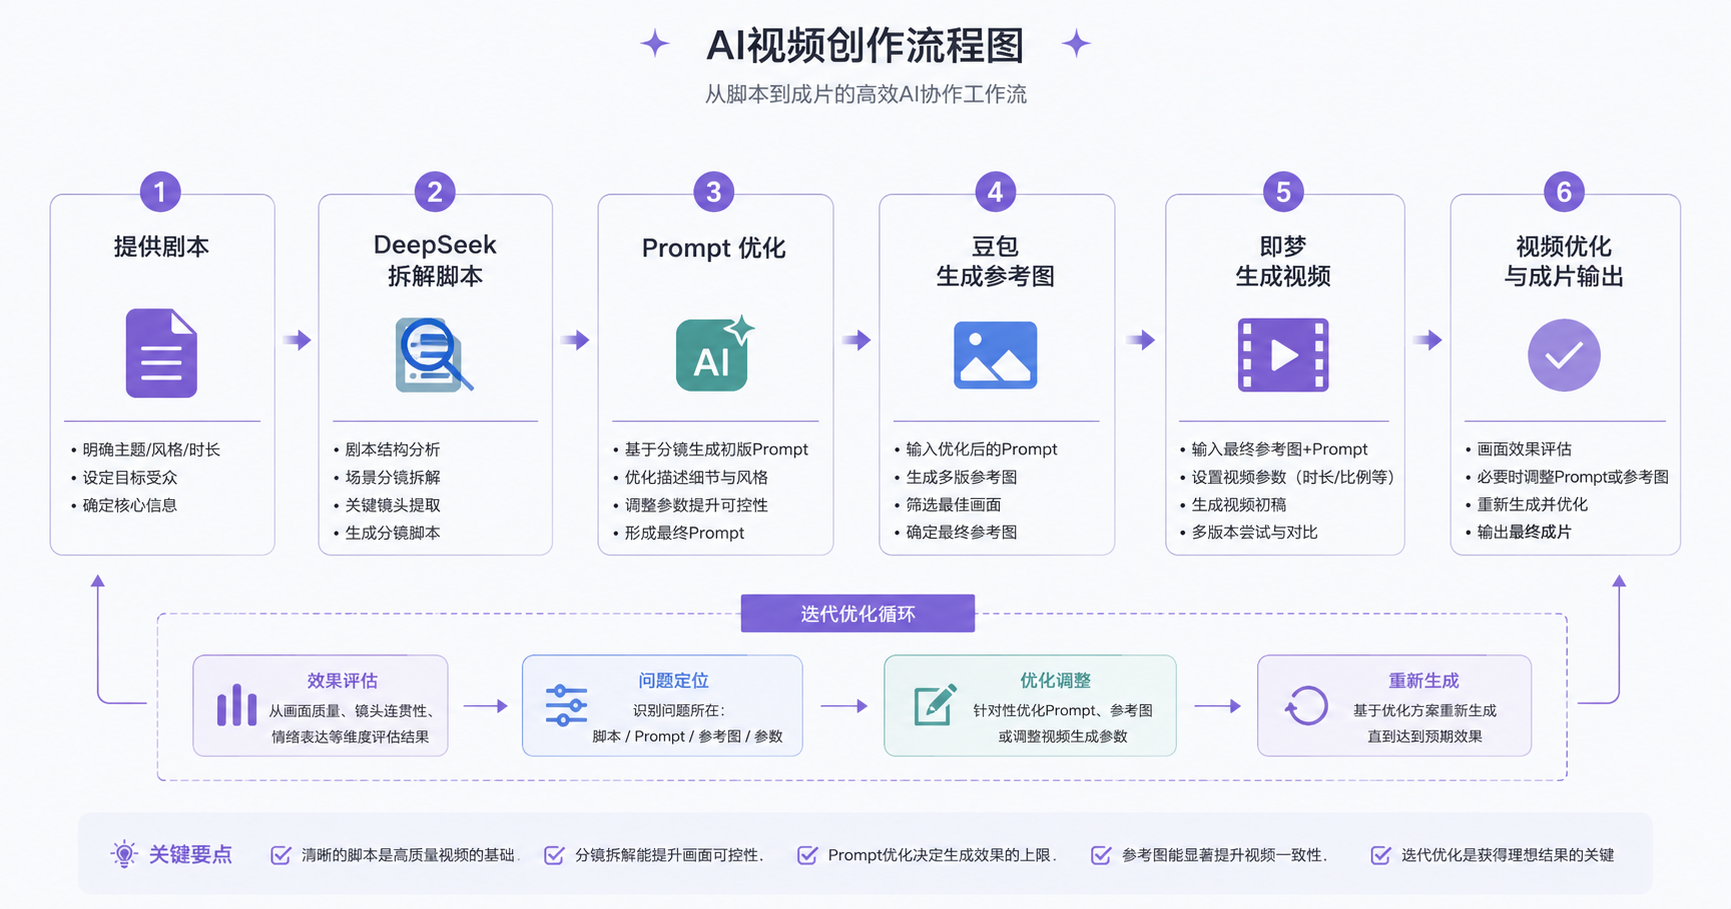 AI视频创作流程图
从脚本到成片的高效AI协作工作流
1
提供剧本
• 明确主题/风格/时长
• 设定目标受众
• 确定核心信息
2
DeepSeek
拆解脚本
• 剧本结构分析
• 场景分镜拆解
• 关键镜头提取
• 生成分镜脚本
3
Prompt 优化
AI
• 基于分镜生成初版Prompt
• 优化描述细节与风格
• 调整参数提升可控性
• 形成最终Prompt
4
豆包
生成参考图
• 输入优化后的Prompt
• 生成多版参考图
• 筛选最佳画面
• 确定最终参考图
5
即梦
生成视频
• 输入最终参考图+Prompt
• 设置视频参数（时长/比例等）
• 生成视频初稿
• 多版本尝试与对比
6
视频优化
与成片输出
• 画面效果评估
• 必要时调整Prompt或参考图
• 重新生成并优化
• 输出最终成片
迭代优化循环
效果评估
从画面质量、镜头连贯性、
情绪表达等维度评估结果
问题定位
识别问题所在：
脚本 / Prompt / 参考图 / 参数
优化调整
针对性优化Prompt、参考图
或调整视频生成参数
重新生成
基于优化方案重新生成
直到达到预期效果
关键要点
清晰的脚本是高质量视频的基础.
分镜拆解能提升画面可控性.
Prompt优化决定生成效果的上限.
参考图能显著提升视频一致性.
迭代优化是获得理想结果的关键